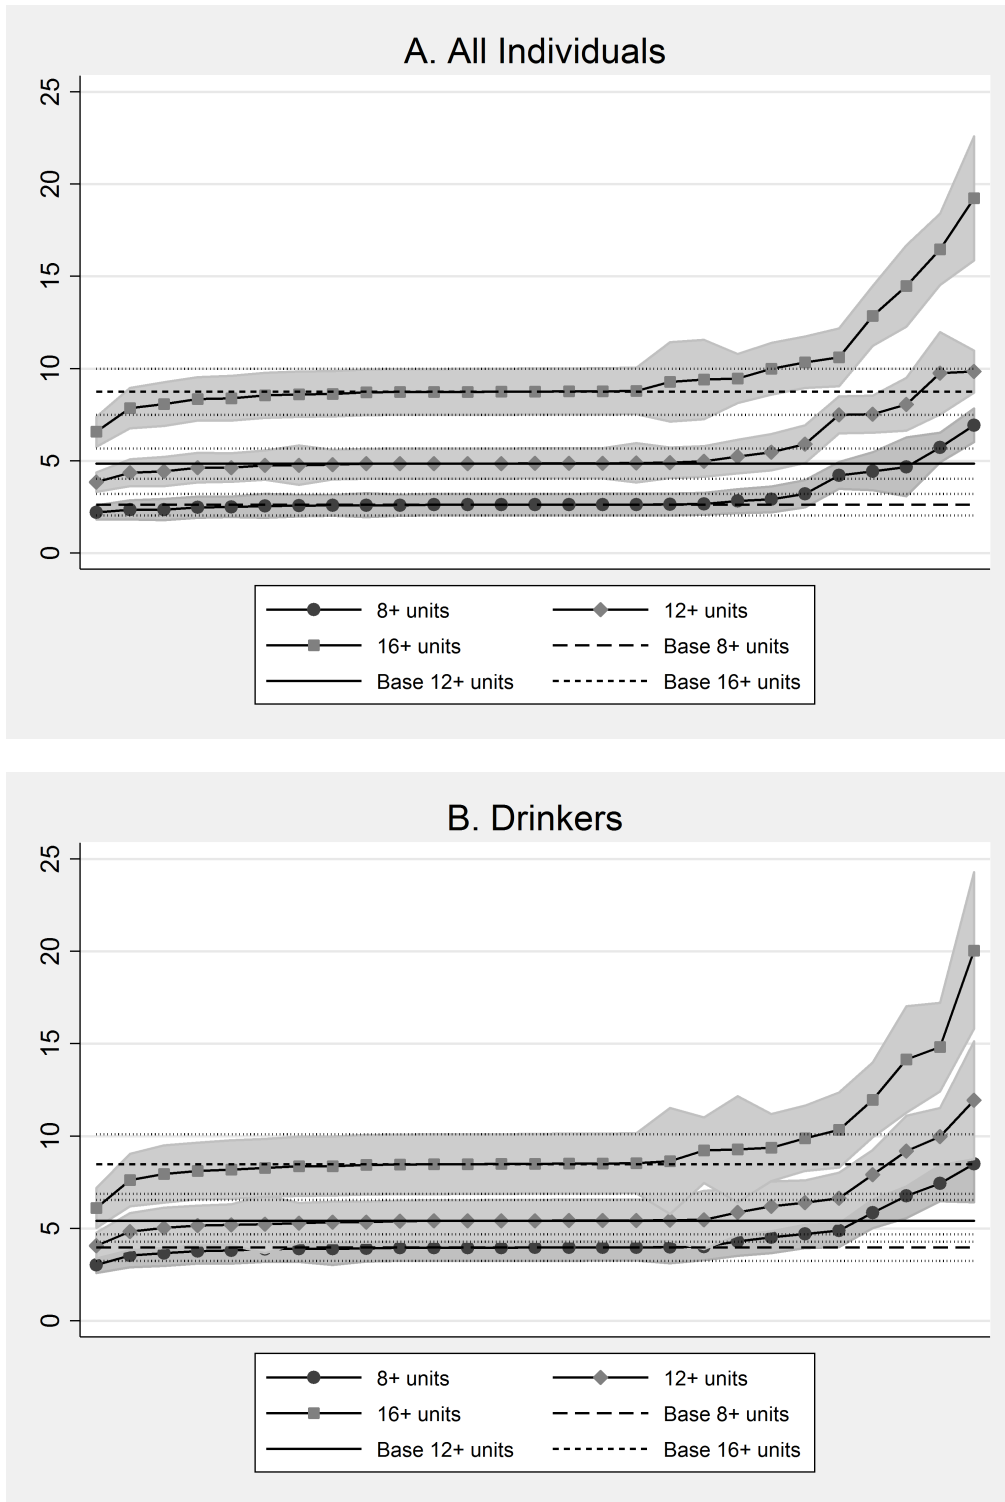 A. All Individuals
25
20
15
10
5
0
8+ units
12+ units
16+ units
Base 8+ units
Base 12+ units
Base 16+ units
B. Drinkers
25
20
15
10
5
0
8+ units
12+ units
16+ units
Base 8+ units
Base 12+ units
Base 16+ units